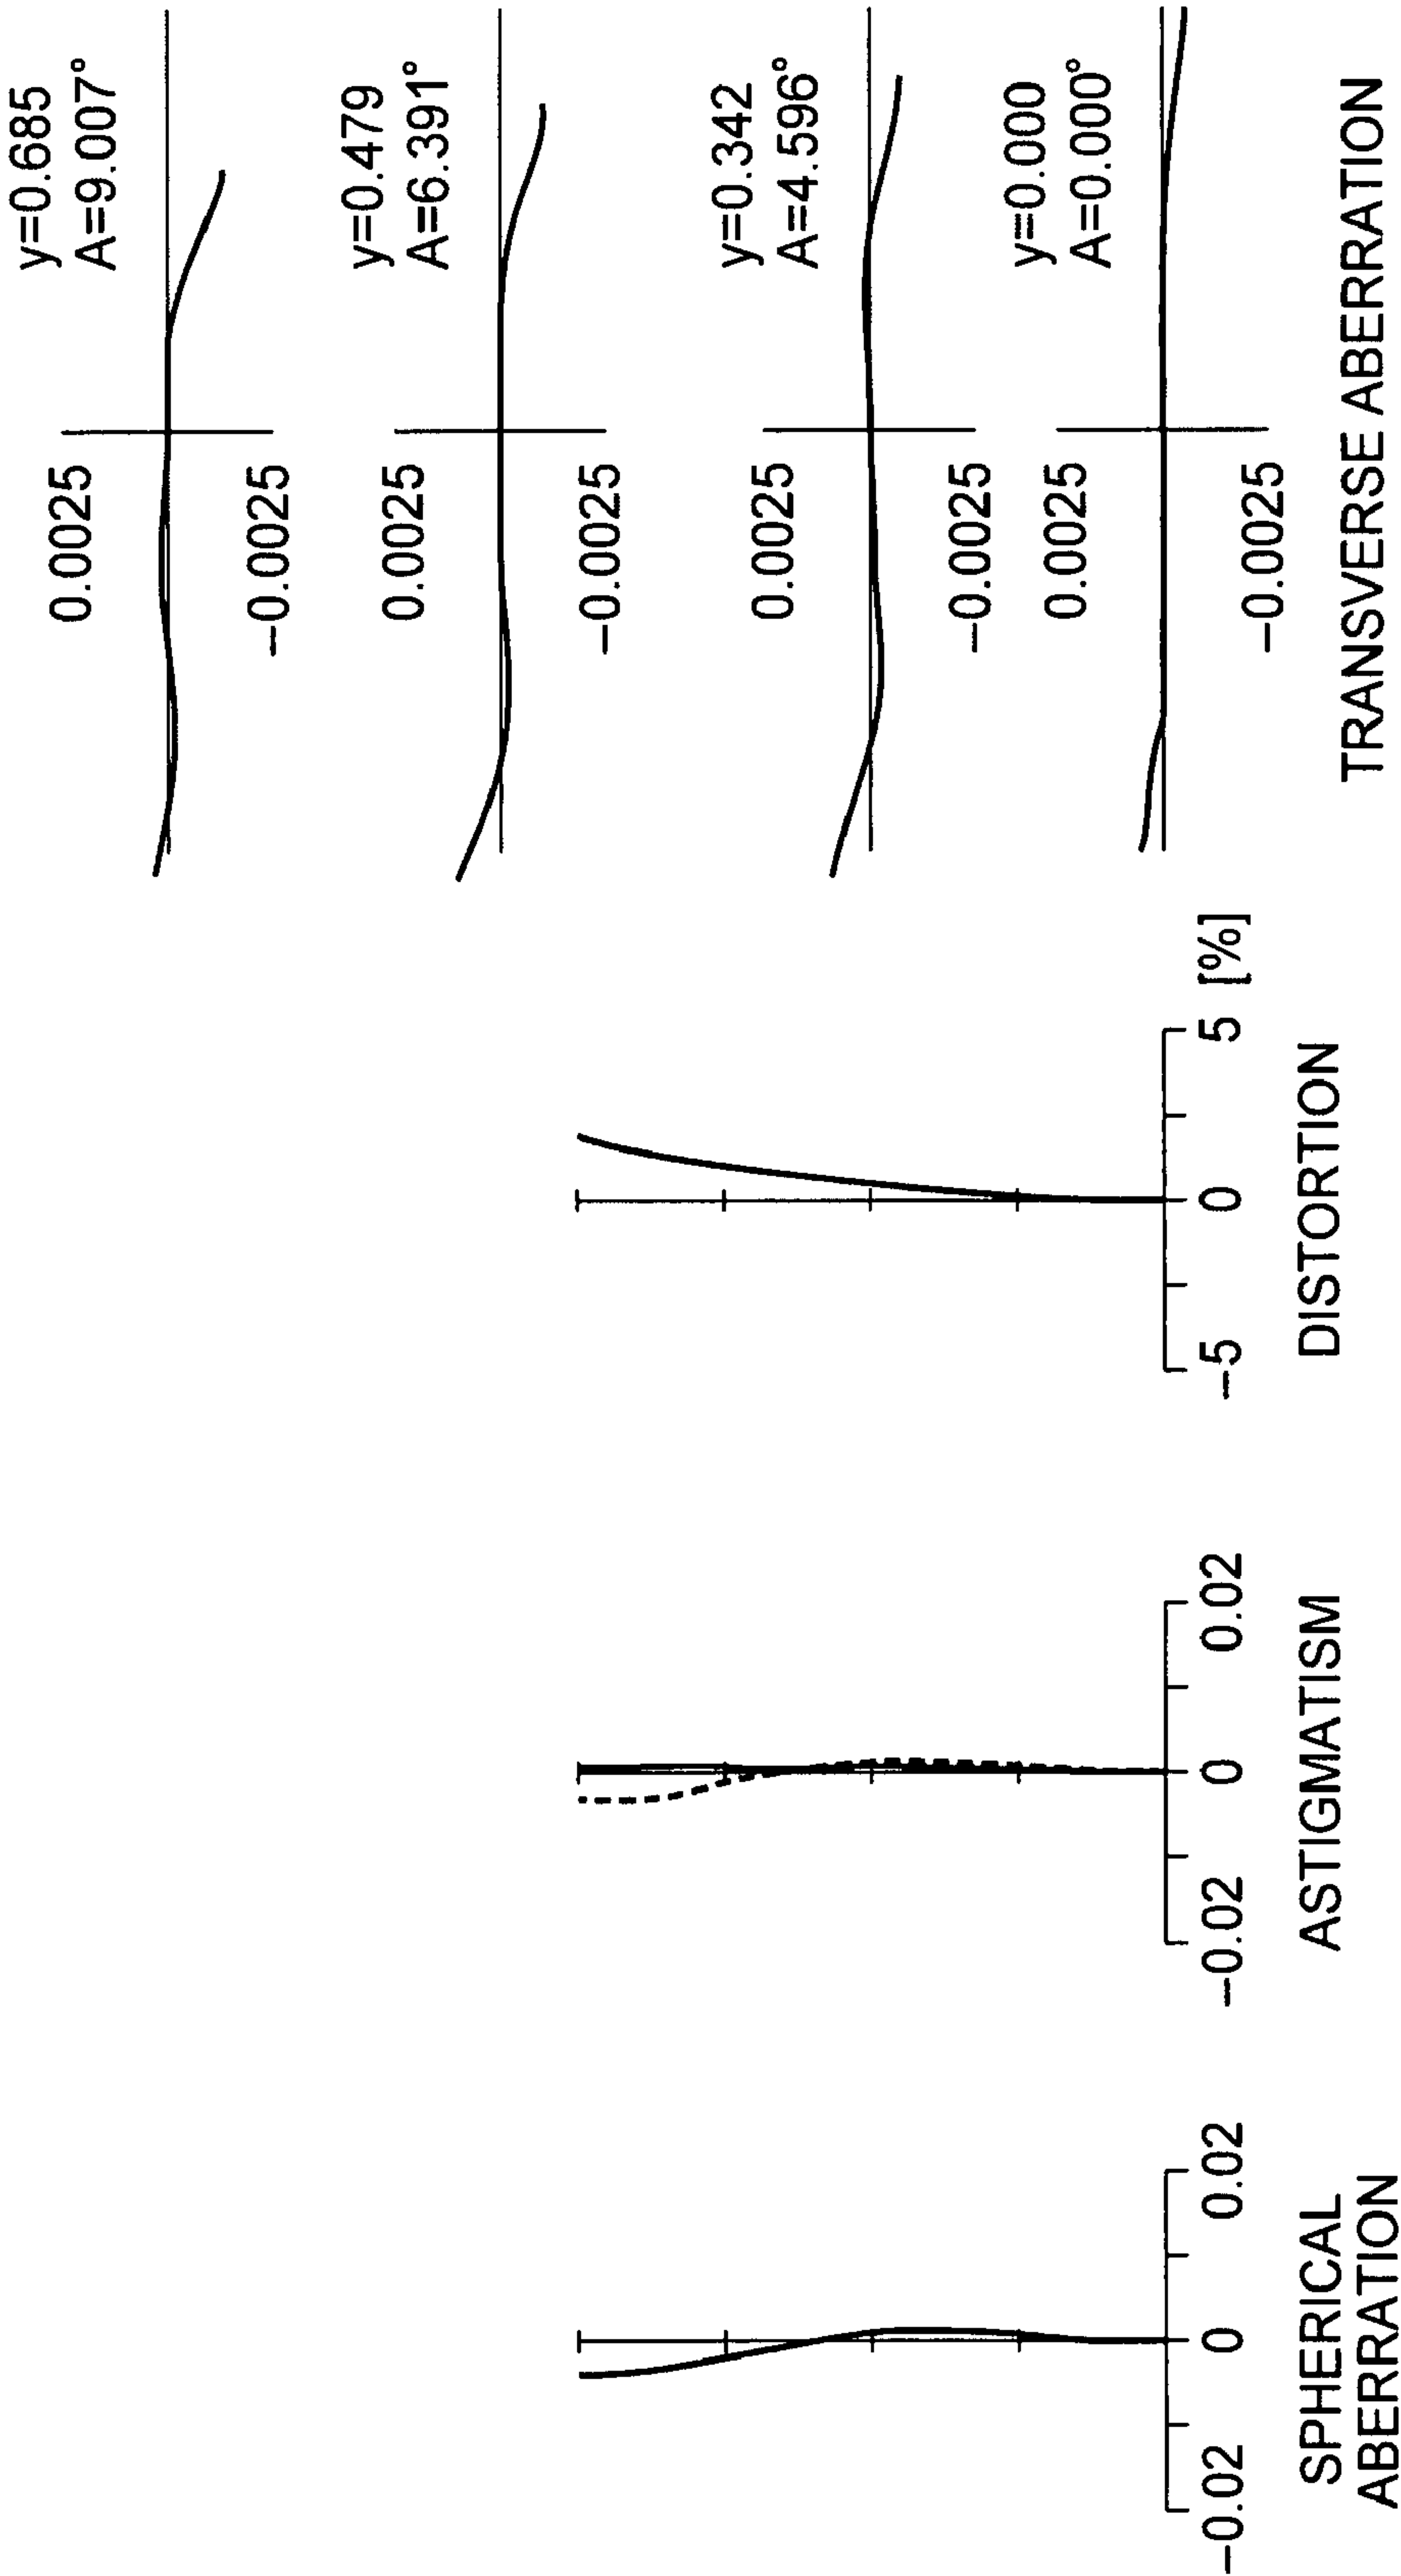 −0.02 0 0.02
SPHERICAL
ABERRATION
−0.02 0 0.02
ASTIGMATISM
−5 0 5 [%]
DISTORTION
y=0.685
A=9.007°
0.0025
−0.0025
y=0.479
A=6.391°
0.0025
−0.0025
y=0.342
A=4.596°
0.0025
−0.0025
y=0.000
A=0.000°
0.0025
−0.0025
TRANSVERSE ABERRATION